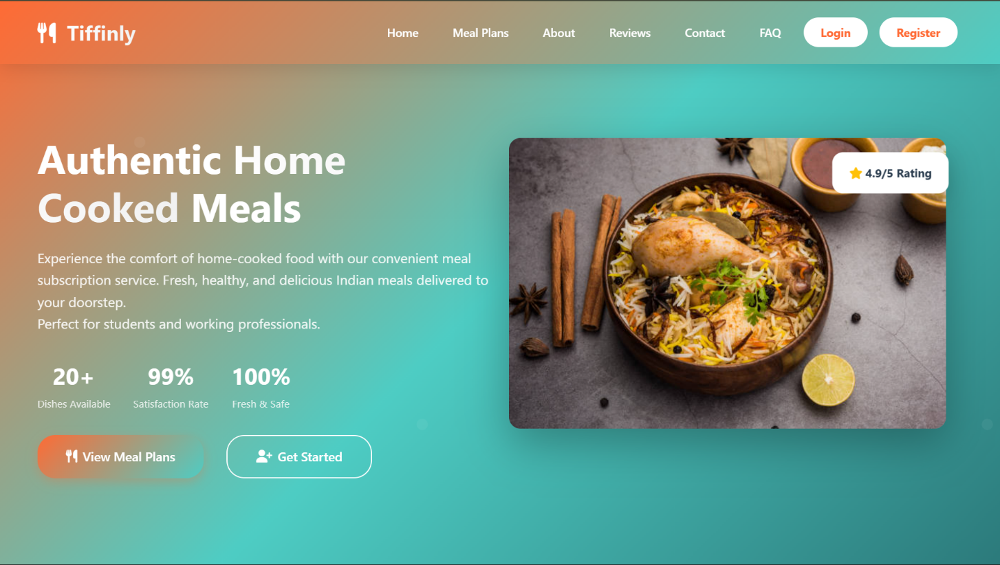 Tiffinly
Home
Meal Plans
About
Reviews
Contact
FAQ
Login
Register
Authentic Home
Cooked Meals
Experience the comfort of home-cooked food with our convenient meal
subscription service. Fresh, healthy, and delicious Indian meals delivered to
your doorstep.
Perfect for students and working professionals.
20+
Dishes Available
99%
Satisfaction Rate
100%
Fresh & Safe
View Meal Plans
Get Started
4.9/5 Rating